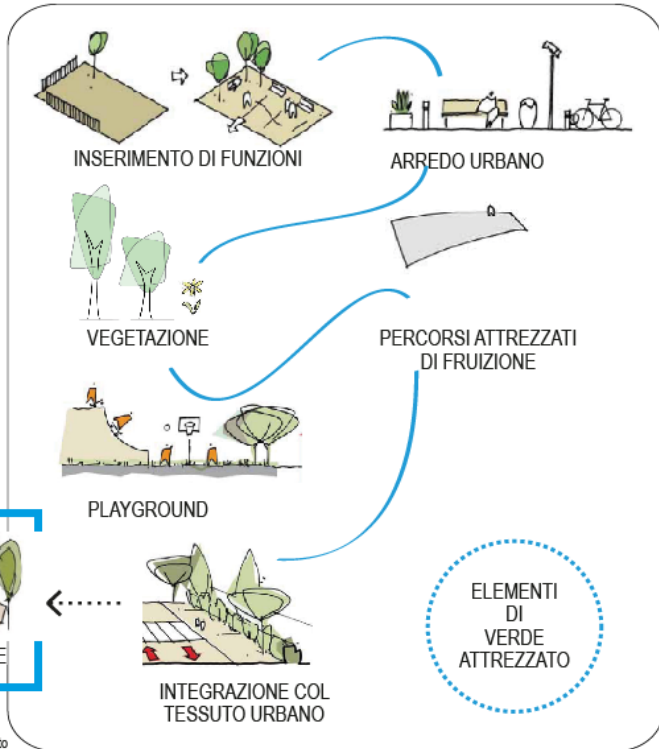 INSERIMENTO DI FUNZIONI
ARREDO URBANO
VEGETAZIONE
PERCORSI ATTREZZATI
DI FRUIZIONE
PLAYGROUND
INTEGRAZIONE COL
TESSUTO URBANO
ELEMENTI
DI
VERDE
ATTREZZATO